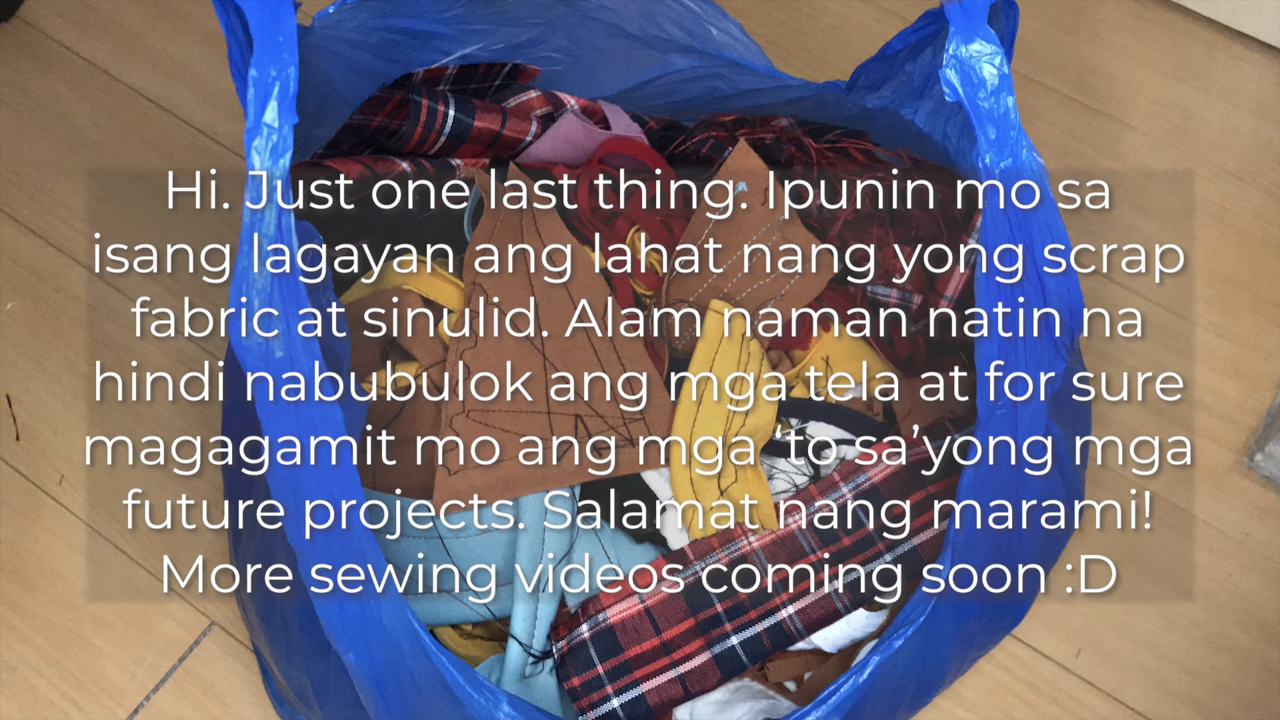 Hi. Just one last thing. Ipunin mo sa
isang lagayan ang lahat nang yong scrap
fabric at sinulid. Alam naman natin na
hindi nabubulok ang mga tela at for sure
magagamit mo ang mga ‘to sa’yong mga
future projects. Salamat nang marami!
More sewing videos coming soon :D